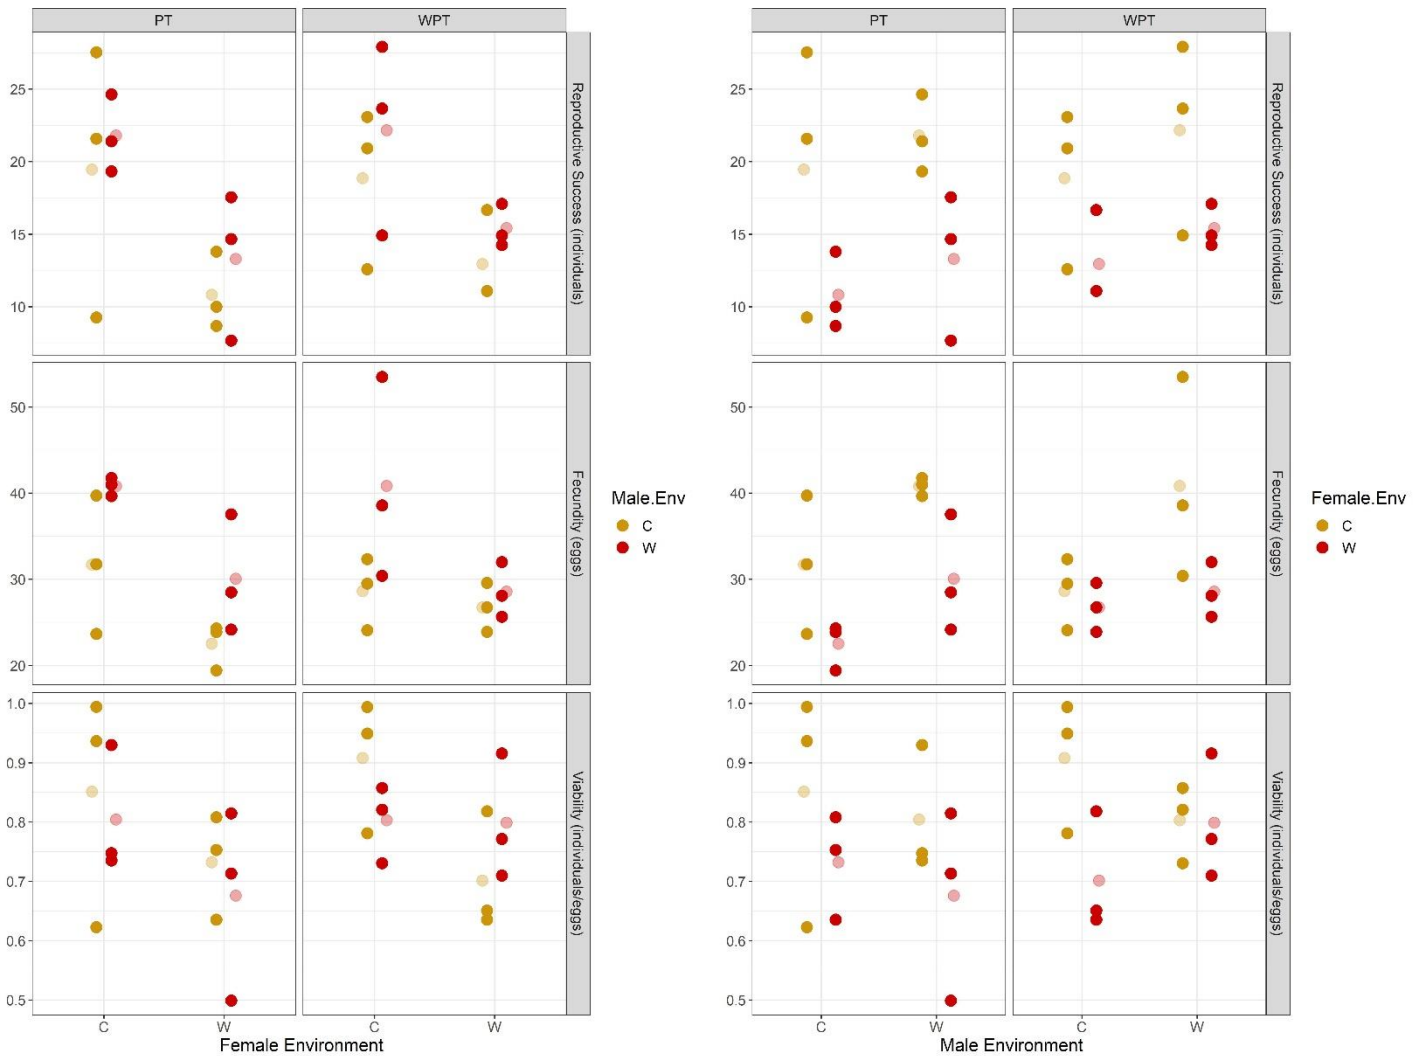 PT WPT
25
20
15
10
Reproductive Success (individuals)
50
40
30
20
Fecundity (eggs)
1.0
0.9
0.8
0.7
0.6
0.5
Viability (individuals/eggs)
C W C W
Female Environment
Male.Env
C
W
PT WPT
25
20
15
10
Reproductive Success (individuals)
50
40
30
20
Fecundity (eggs)
1.0
0.9
0.8
0.7
0.6
0.5
Viability (individuals/eggs)
C W C W
Male Environment
Female.Env
C
W